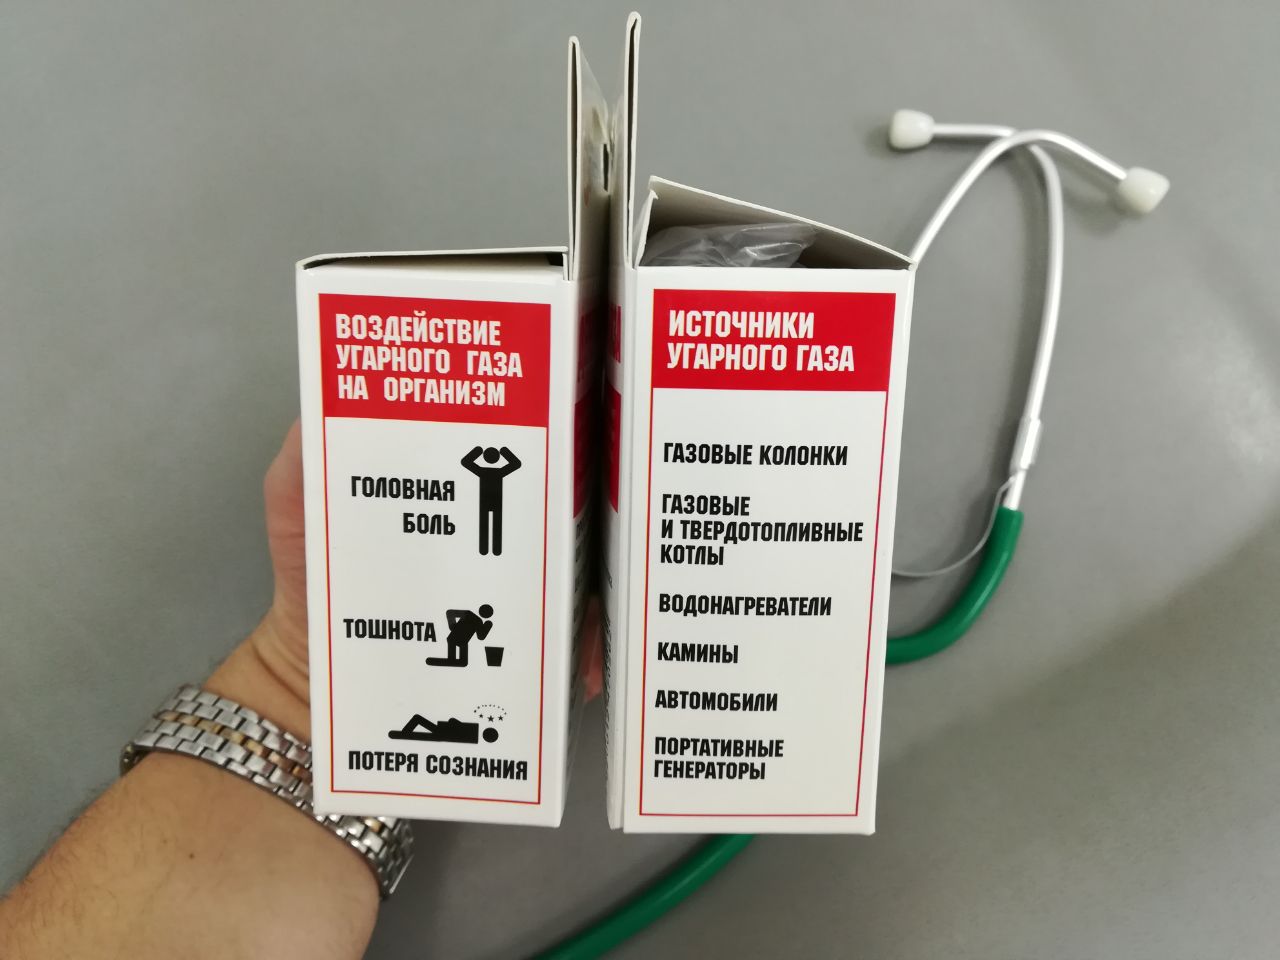 ВОЗДЕЙСТВИЕ
УГАРНОГО ГАЗА
НА ОРГАНИЗМ
ГОЛОВНАЯ
БОЛЬ
ТОШНОТА
ПОТЕРЯ СОЗНАНИЯ
ИСТОЧНИКИ
УГАРНОГО ГАЗА
ГАЗОВЫЕ КОЛОНКИ
ГАЗОВЫЕ
И ТВЕРДОТОПЛИВНЫЕ
КОТЛЫ
ВОДОНАГРЕВАТЕЛИ
КАМИНЫ
АВТОМОБИЛИ
ПОРТАТИВНЫЕ
ГЕНЕРАТОРЫ